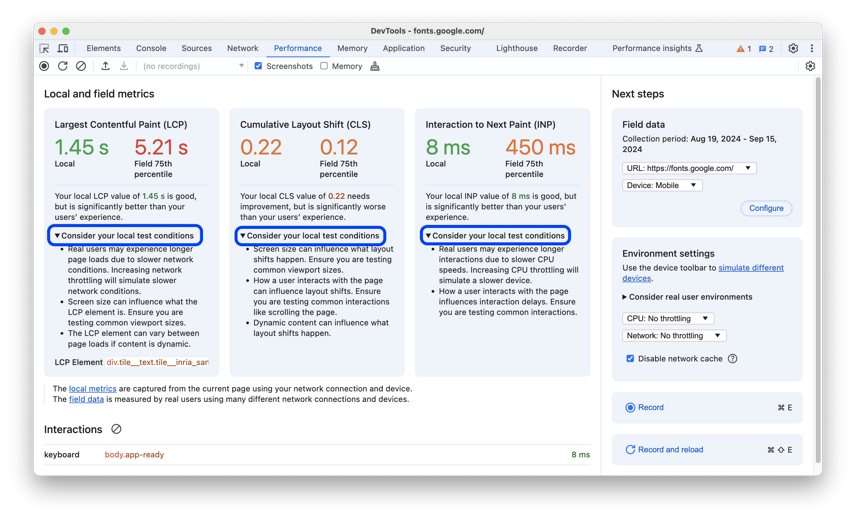 DevTools - fonts.google.com/
Elements Console Sources Network Performance Memory Application Security Lighthouse Recorder Performance insights 1 2
(no recordings) Screenshots Memory
Local and field metrics
Largest Contentful Paint (LCP)
1.45 s 5.21 s
Local Field 75th
percentile
Your local LCP value of 1.45 s is good,
but is significantly better than your
users' experience.
Consider your local test conditions
• Real users may experience longer
page loads due to slower network
conditions. Increasing network
throttling will simulate slower
network conditions.
• Screen size can influence what the
LCP element is. Ensure you are
testing common viewport sizes.
• The LCP element can vary between
page loads if content is dynamic.
LCP Element div.tile__text.tile__inria_san
Cumulative Layout Shift (CLS)
0.22 0.12
Local Field 75th
percentile
Your local CLS value of 0.22 needs
improvement, but is significantly worse
than your users' experience.
Consider your local test conditions
• Screen size can influence what layout
shifts happen. Ensure you are testing
common viewport sizes.
• How a user interacts with the page
can influence layout shifts. Ensure
you are testing common interactions
like scrolling the page.
• Dynamic content can influence what
layout shifts happen.
Interaction to Next Paint (INP)
8 ms 450 ms
Local Field 75th
percentile
Your local INP value of 8 ms is good, but
is significantly better than your users'
experience.
Consider your local test conditions
• Real users may experience longer
interactions due to slower CPU
speeds. Increasing CPU throttling will
simulate a slower device.
• How a user interacts with the page
influences interaction delays. Ensure
you are testing common interactions.
The local metrics are captured from the current page using your network connection and device.
The field data is measured by real users using many different network connections and devices.
Interactions
keyboard body.app-ready 8 ms
Next steps
Field data
Collection period: Aug 19, 2024 - Sep 15,
2024
URL: https://fonts.google.com/
Device: Mobile
Configure
Environment settings
Use the device toolbar to simulate different
devices.
Consider real user environments
CPU: No throttling
Network: No throttling
Disable network cache ?
Record ⌘ E
Record and reload ⌘ ⇧ E